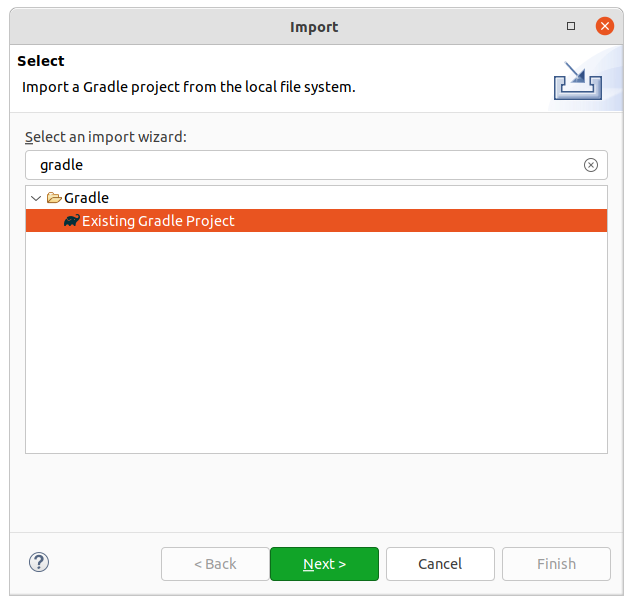 Import
Select
Import a Gradle project from the local file system.
Select an import wizard:
gradle
Gradle
Existing Gradle Project
?
< Back
Next >
Cancel
Finish